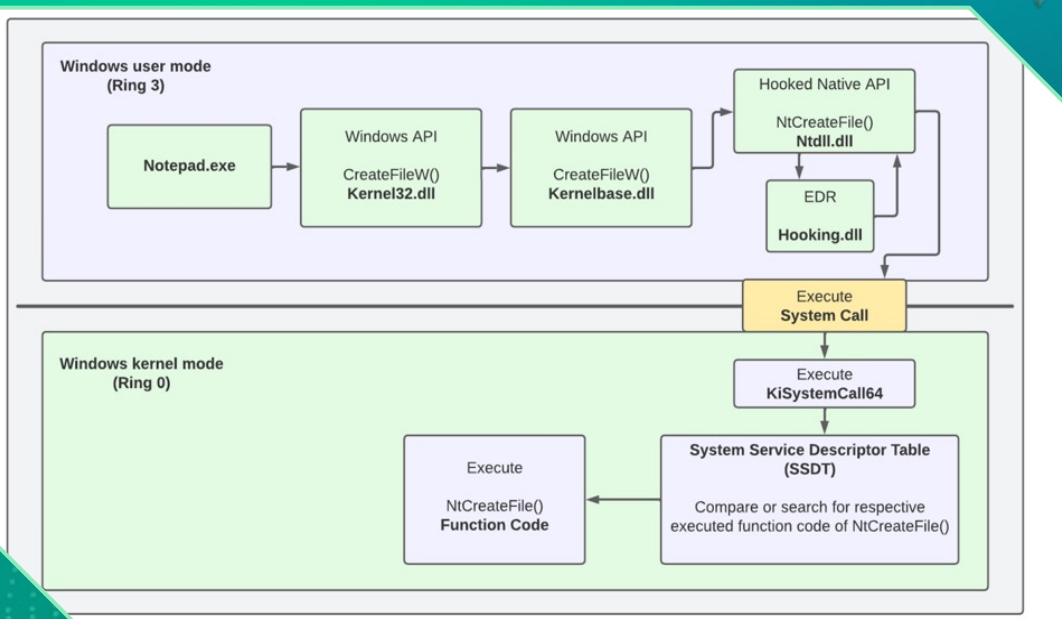 Windows user mode
(Ring 3)
Notepad.exe
Windows API
CreateFileW()
Kernel32.dll
Windows API
CreateFileW()
Kernelbase.dll
Hooked Native API
NtCreateFile()
Ntdll.dll
EDR
Hooking.dll
Execute
System Call
Windows kernel mode
(Ring 0)
Execute
KiSystemCall64
System Service Descriptor Table
(SSDT)
Compare or search for respective
executed function code of NtCreateFile()
Execute
NtCreateFile()
Function Code